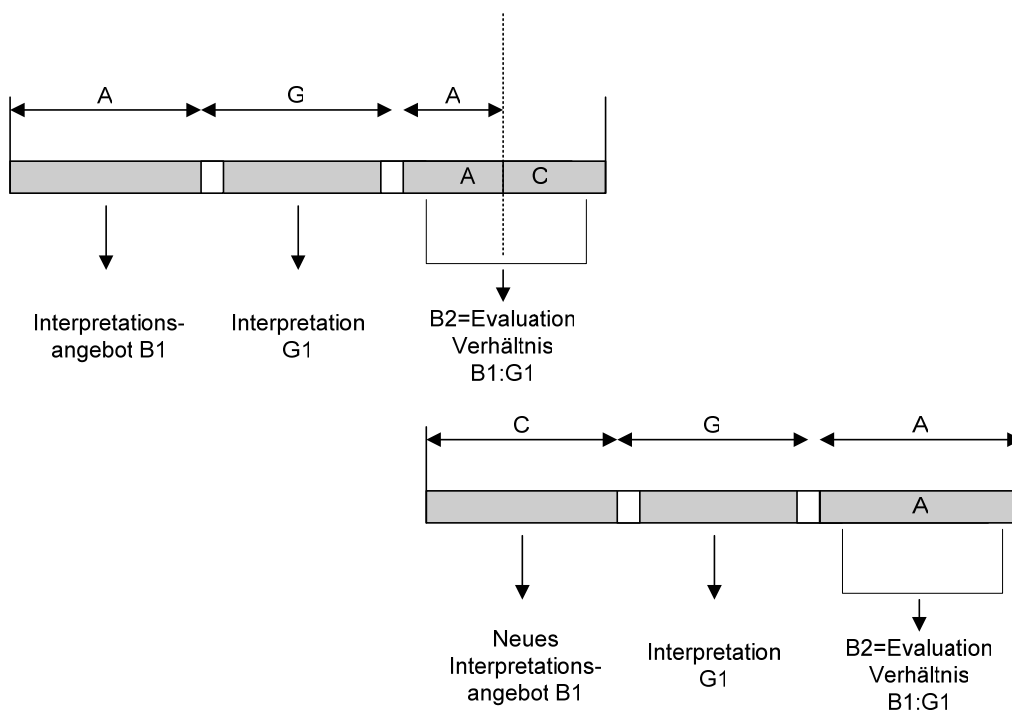 A
G
A
A
C
Interpretations-
angebot B1
Interpretation
G1
B2=Evaluation
Verhältnis
B1:G1
C
G
A
A
Neues
Interpretations-
angebot B1
Interpretation
G1
B2=Evaluation
Verhältnis
B1:G1